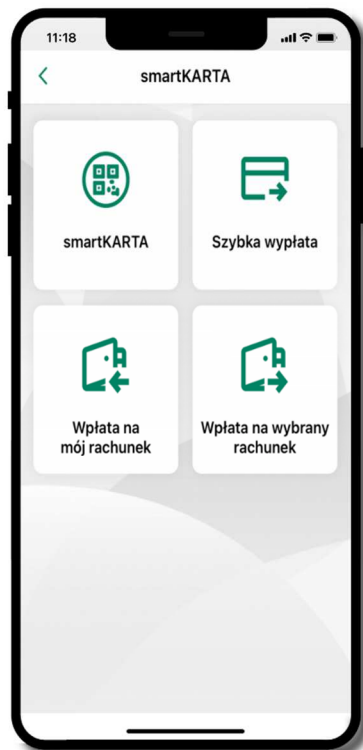 11:18
smartKARTA
smartKARTA
Szybka wypłata
Wpłata na
mój rachunek
Wpłata na wybrany
rachunek